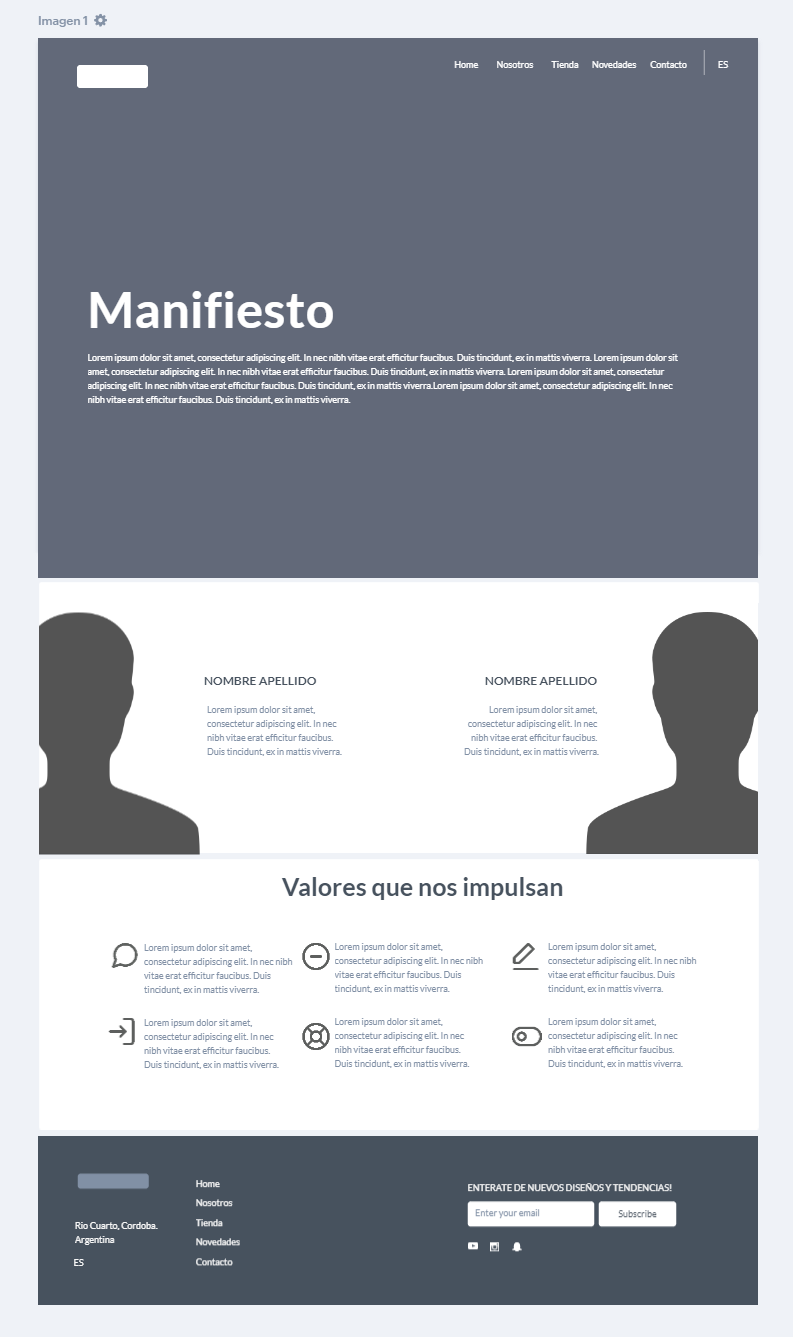 Imagen 1
Home Nosotros Tienda Novedades Contacto ES
Manifiesto
Lorem ipsum dolor sit amet, consectetur adipiscing elit. In nec nibh vitae erat efficitur faucibus. Duis tincidunt, ex in mattis viverra. Lorem ipsum dolor sit
amet, consectetur adipiscing elit. In nec nibh vitae erat efficitur faucibus. Duis tincidunt, ex in mattis viverra. Lorem ipsum dolor sit amet, consectetur
adipiscing elit. In nec nibh vitae erat efficitur faucibus. Duis tincidunt, ex in mattis viverra.Lorem ipsum dolor sit amet, consectetur adipiscing elit. In nec
nibh vitae erat efficitur faucibus. Duis tincidunt, ex in mattis viverra.
NOMBRE APELLIDO
Lorem ipsum dolor sit amet,
consectetur adipiscing elit. In nec
nibh vitae erat efficitur faucibus.
Duis tincidunt, ex in mattis viverra.
NOMBRE APELLIDO
Lorem ipsum dolor sit amet,
consectetur adipiscing elit. In nec
nibh vitae erat efficitur faucibus.
Duis tincidunt, ex in mattis viverra.
Valores que nos impulsan
Lorem ipsum dolor sit amet,
consectetur adipiscing elit. In nec nibh
vitae erat efficitur faucibus. Duis
tincidunt, ex in mattis viverra.
Lorem ipsum dolor sit amet,
consectetur adipiscing elit. In nec nibh
vitae erat efficitur faucibus. Duis
tincidunt, ex in mattis viverra.
Lorem ipsum dolor sit amet,
consectetur adipiscing elit. In nec nibh
vitae erat efficitur faucibus. Duis
tincidunt, ex in mattis viverra.
Lorem ipsum dolor sit amet,
consectetur adipiscing elit. In nec
nibh vitae erat efficitur faucibus.
Duis tincidunt, ex in mattis viverra.
Lorem ipsum dolor sit amet,
consectetur adipiscing elit. In nec
nibh vitae erat efficitur faucibus.
Duis tincidunt, ex in mattis viverra.
Lorem ipsum dolor sit amet,
consectetur adipiscing elit. In nec
nibh vitae erat efficitur faucibus.
Duis tincidunt, ex in mattis viverra.
Rio Cuarto, Cordoba.
Argentina
ES
Home
Nosotros
Tienda
Novedades
Contacto
ENTERATE DE NUEVOS DISEÑOS Y TENDENCIAS!
Enter your email Subscribe